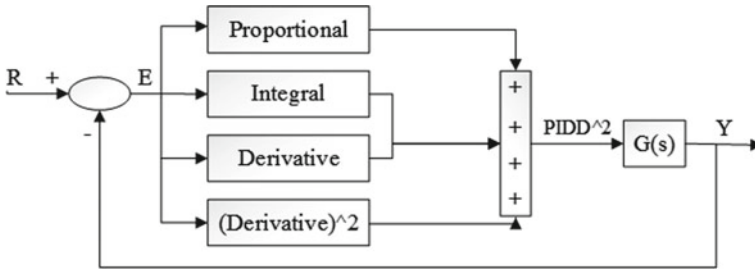 Proportional
R + E
Integral
+
+
+
+
PIDD^2
G(s)
Y
-
Derivative
(Derivative)^2